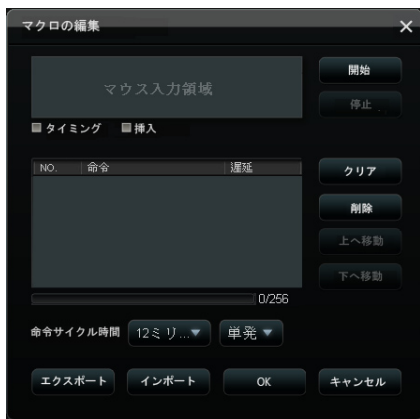 マクロの編集
開始
マウス入力領域
停止
タイミング 挿入
NO. 命令 遅延
クリア
削除
上へ移動
下へ移動
0/256
命令サイクル時間 12ミリ... 単発
エクスポート インポート OK キャンセル